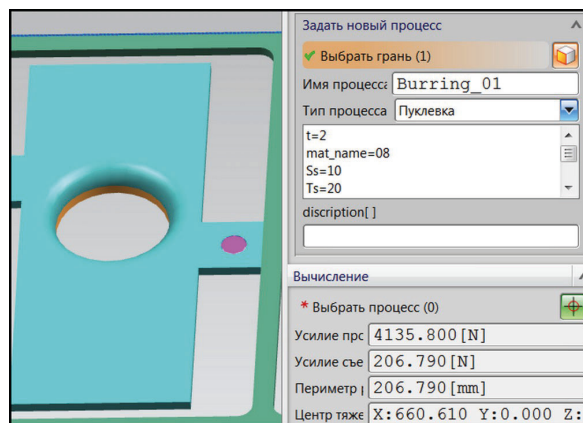 Задать новый процесс
Выбрать грань (1)
Имя процесса Burring_01
Тип процесса Пуклевка
t=2
mat_name=08
Ss=10
Ts=20
discription[ ]
Вычисление
* Выбрать процесс (0)
Усилие прс 4135.800[N]
Усилие съе 206.790[N]
Периметр 206.790[mm]
Центр тяже X:660.610 Y:0.000 Z: